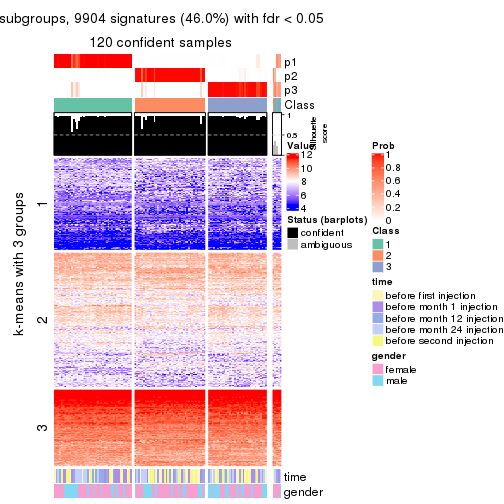 subgroups, 9904 signatures (46.0%) with fdr < 0.05
120 confident samples
p1
p2
p3
Class
1
0.5
0
Silhouette
score
k-means with 3 groups
1
2
3
time
gender
Value
12
10
8
6
4
Status (barplots)
confident
ambiguous
Prob
1
0.8
0.6
0.4
0.2
0
Class
1
2
3
time
before first injection
before month 1 injection
before month 12 injection
before month 24 injection
before second injection
gender
female
male